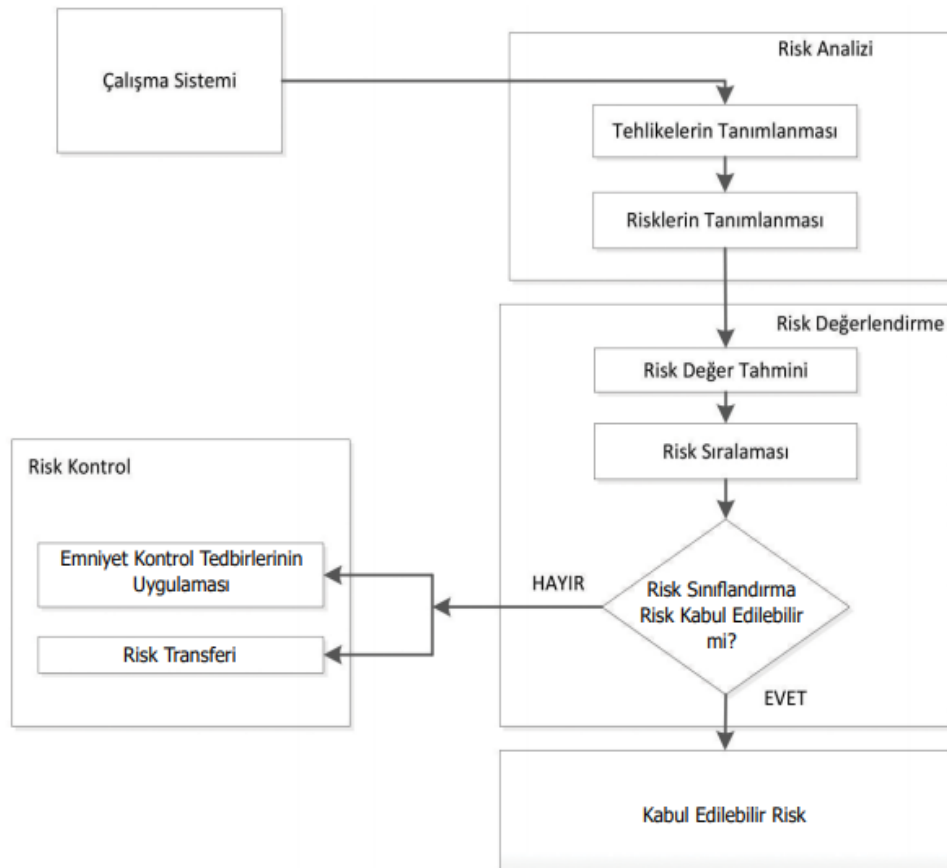 Çalışma Sistemi
Risk Analizi
Tehlikelerin Tanımlanması
Risklerin Tanımlanması
Risk Değerlendirme
Risk Değer Tahmini
Risk Sıralaması
Risk Sınıflandırma
Risk Kabul Edilebilir
mi?
HAYIR
EVET
Risk Kontrol
Emniyet Kontrol Tedbirlerinin
Uygulaması
Risk Transferi
Kabul Edilebilir Risk